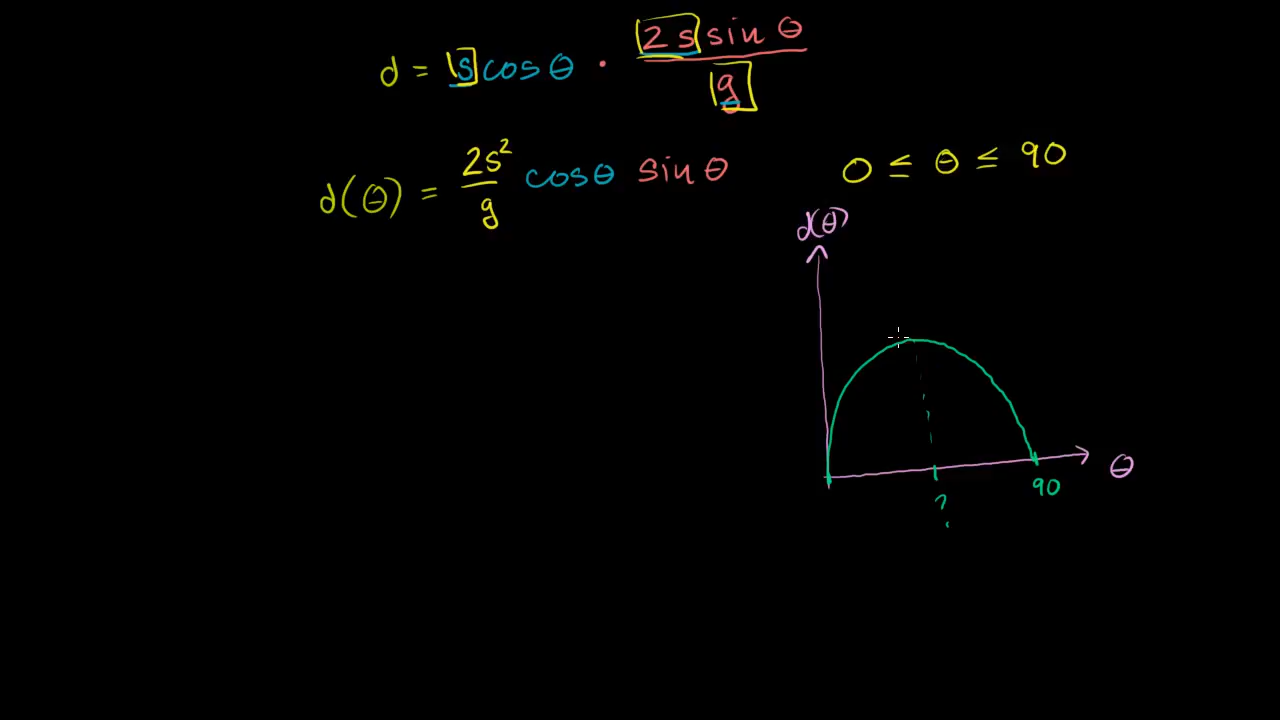 d = s cos θ · 2 s sin θ / g
d(θ) = 2s² / g cos θ sin θ
0 ≤ θ ≤ 90
d(θ)
θ
90
?